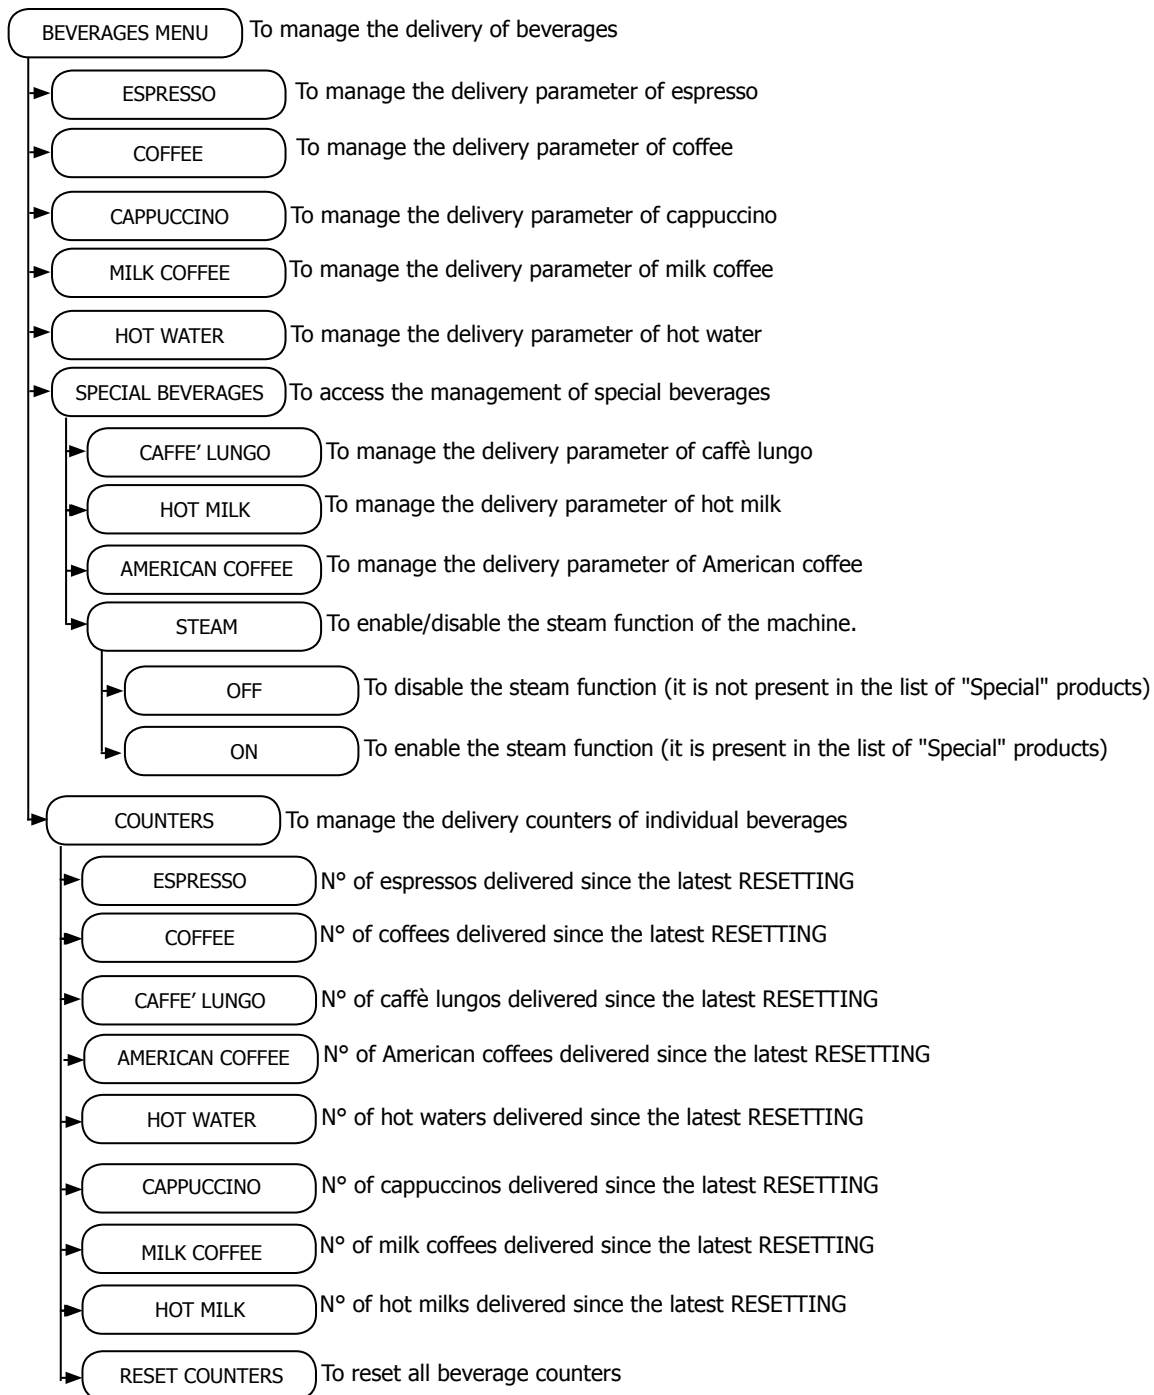 BEVERAGES MENU To manage the delivery of beverages
ESPRESSO To manage the delivery parameter of espresso
COFFEE To manage the delivery parameter of coffee
CAPPUCCINO To manage the delivery parameter of cappuccino
MILK COFFEE To manage the delivery parameter of milk coffee
HOT WATER To manage the delivery parameter of hot water
SPECIAL BEVERAGES To access the management of special beverages
CAFFE’ LUNGO To manage the delivery parameter of caffè lungo
HOT MILK To manage the delivery parameter of hot milk
AMERICAN COFFEE To manage the delivery parameter of American coffee
STEAM To enable/disable the steam function of the machine.
OFF To disable the steam function (it is not present in the list of "Special" products)
ON To enable the steam function (it is present in the list of "Special" products)
COUNTERS To manage the delivery counters of individual beverages
ESPRESSO N° of espressos delivered since the latest RESETTING
COFFEE N° of coffees delivered since the latest RESETTING
CAFFE’ LUNGO N° of caffè lungos delivered since the latest RESETTING
AMERICAN COFFEE N° of American coffees delivered since the latest RESETTING
HOT WATER N° of hot waters delivered since the latest RESETTING
CAPPUCCINO N° of cappuccinos delivered since the latest RESETTING
MILK COFFEE N° of milk coffees delivered since the latest RESETTING
HOT MILK N° of hot milks delivered since the latest RESETTING
RESET COUNTERS To reset all beverage counters